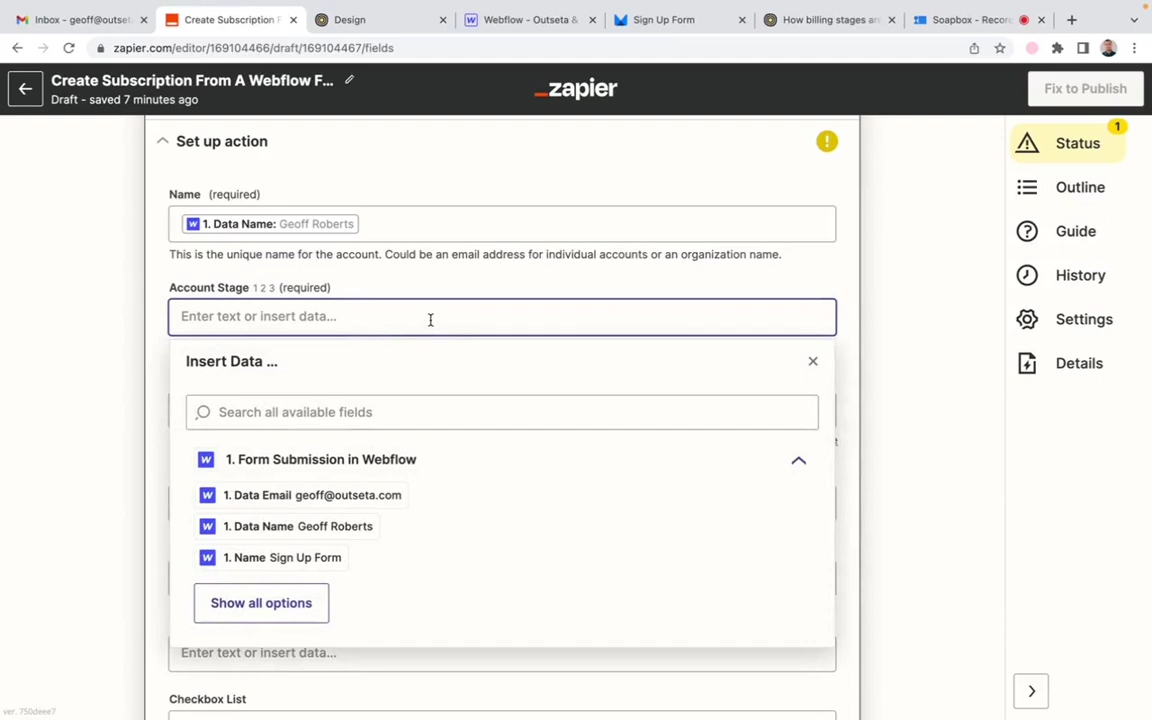 Inbox - geoff@outset
Create Subscription F
Design
Webflow - Outseta &
Sign Up Form
How billing stages an
Soapbox - Recor
zapier.com/editor/169104466/draft/169104467/fields
Create Subscription From A Webflow F...
Draft - saved 7 minutes ago
zapier
Fix to Publish
Set up action
!
Status
1
Outline
Guide
History
Settings
Details
Name (required)
1. Data Name: Geoff Roberts
This is the unique name for the account. Could be an email address for individual accounts or an organization name.
Account Stage 1 2 3 (required)
Enter text or insert data...
Insert Data ...
Search all available fields
1. Form Submission in Webflow
1. Data Email geoff@outseta.com
1. Data Name Geoff Roberts
1. Name Sign Up Form
Show all options
Enter text or insert data...
Checkbox List
ver. 750deee7